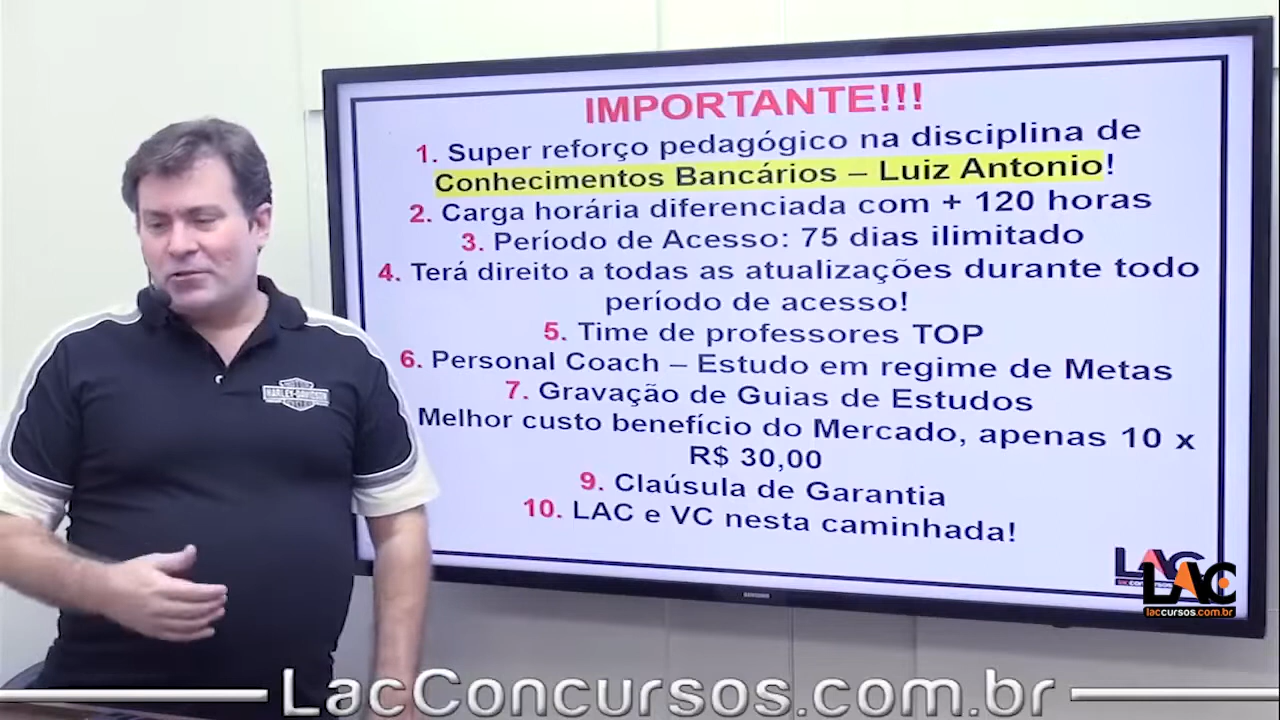 IMPORTANTE!!!
1. Super reforço pedagógico na disciplina de
Conhecimentos Bancários – Luiz Antonio!
2. Carga horária diferenciada com + 120 horas
3. Período de Acesso: 75 dias ilimitado
4. Terá direito a todas as atualizações durante todo
período de acesso!
5. Time de professores TOP
6. Personal Coach – Estudo em regime de Metas
7. Gravação de Guias de Estudos
Melhor custo benefício do Mercado, apenas 10 x
R$ 30,00
9. Claúsula de Garantia
10. LAC e VC nesta caminhada!
HARLEY-DAVIDSON
LAC
LAC
laccursos.com.br
SAMSUNG
LacConcursos.com.br